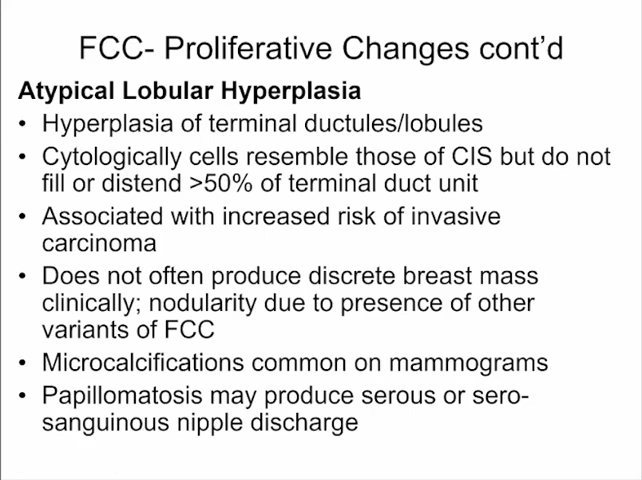 FCC- Proliferative Changes cont'd
Atypical Lobular Hyperplasia
• Hyperplasia of terminal ductules/lobules
• Cytologically cells resemble those of CIS but do not
fill or distend >50% of terminal duct unit
• Associated with increased risk of invasive
carcinoma
• Does not often produce discrete breast mass
clinically; nodularity due to presence of other
variants of FCC
• Microcalcifications common on mammograms
• Papillomatosis may produce serous or sero-
sanguinous nipple discharge